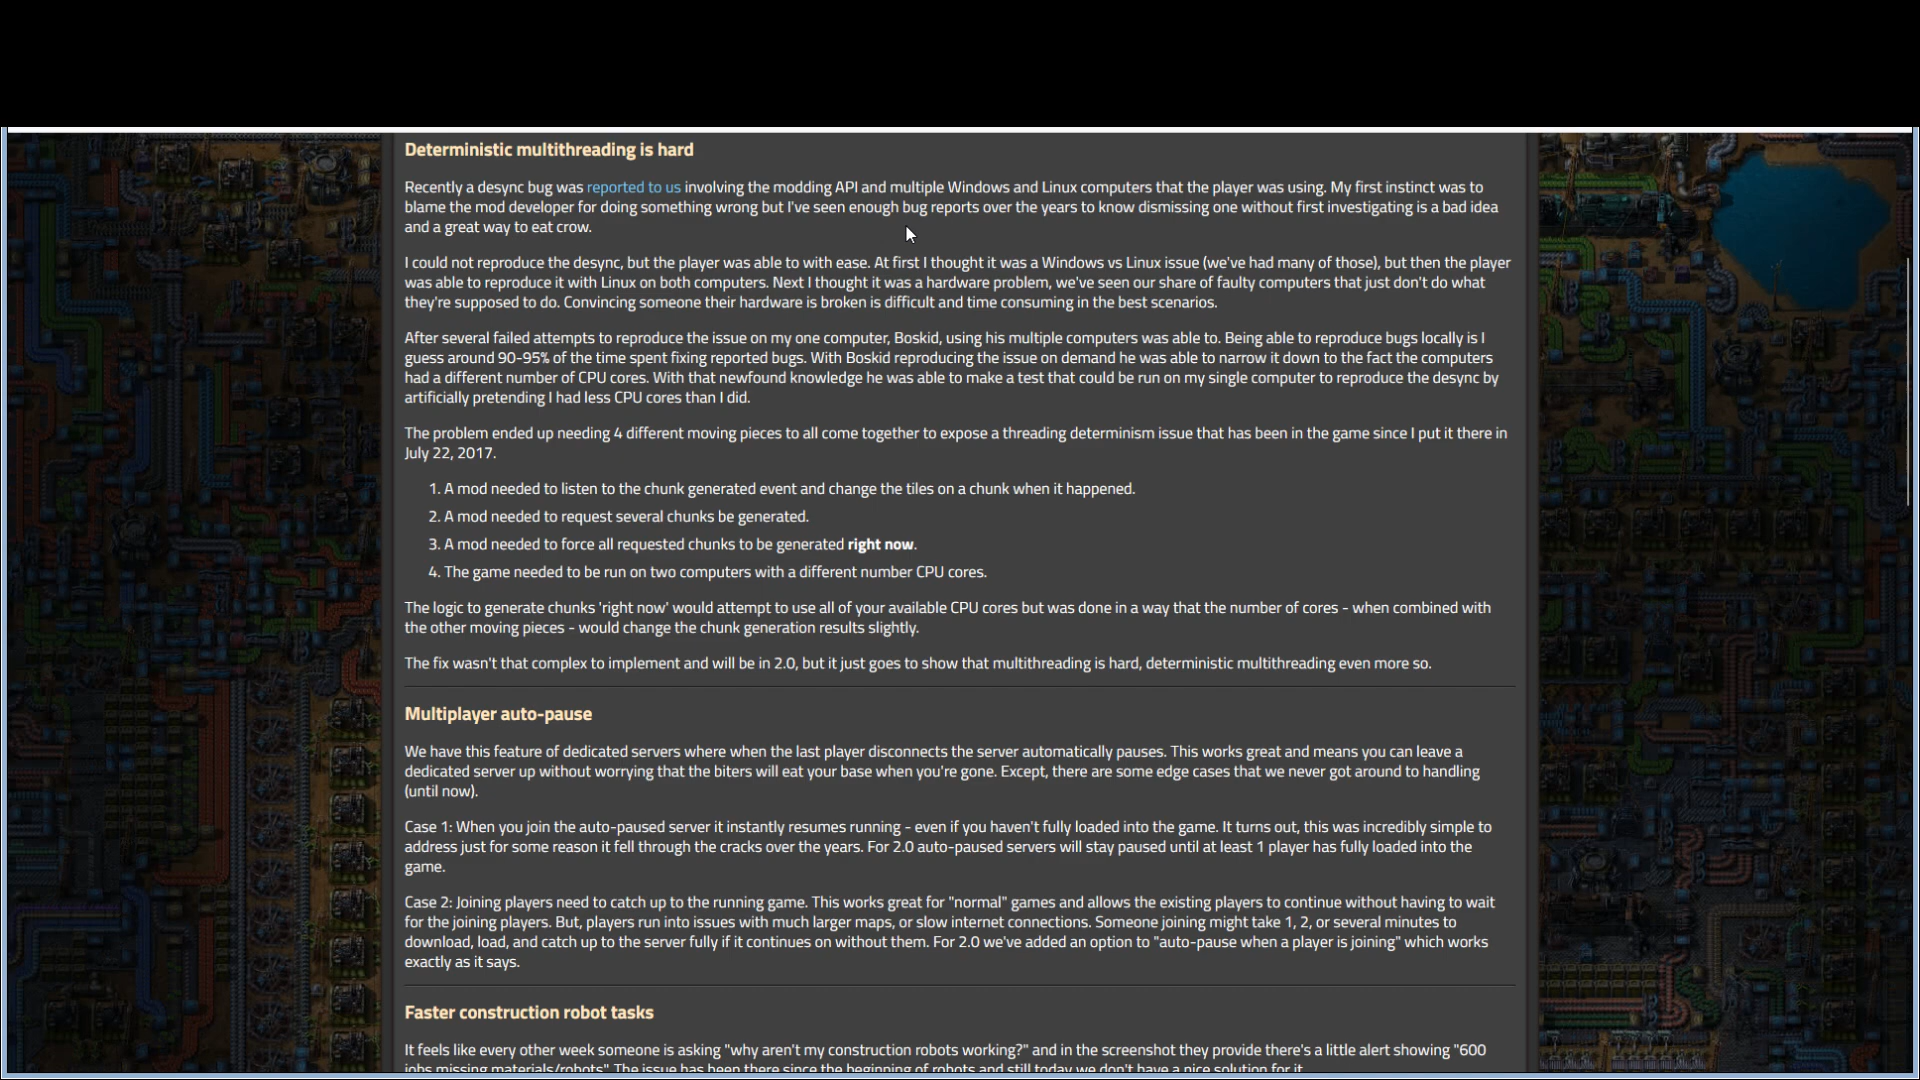 Deterministic multithreading is hard
Recently a desync bug was reported to us involving the modding API and multiple Windows and Linux computers that the player was using. My first instinct was to
blame the mod developer for doing something wrong but I've seen enough bug reports over the years to know dismissing one without first investigating is a bad idea
and a great way to eat crow.
I could not reproduce the desync, but the player was able to with ease. At first I thought it was a Windows vs Linux issue (we've had many of those), but then the player
was able to reproduce it with Linux on both computers. Next I thought it was a hardware problem, we've seen our share of faulty computers that just don't do what
they're supposed to do. Convincing someone their hardware is broken is difficult and time consuming in the best scenarios.
After several failed attempts to reproduce the issue on my one computer, Boskid, using his multiple computers was able to. Being able to reproduce bugs locally is I
guess around 90-95% of the time spent fixing reported bugs. With Boskid reproducing the issue on demand he was able to narrow it down to the fact the computers
had a different number of CPU cores. With that newfound knowledge he was able to make a test that could be run on my single computer to reproduce the desync by
artificially pretending I had less CPU cores than I did.
The problem ended up needing 4 different moving pieces to all come together to expose a threading determinism issue that has been in the game since I put it there in
July 22, 2017.
1. A mod needed to listen to the chunk generated event and change the tiles on a chunk when it happened.
2. A mod needed to request several chunks be generated.
3. A mod needed to force all requested chunks to be generated right now.
4. The game needed to be run on two computers with a different number CPU cores.
The logic to generate chunks 'right now' would attempt to use all of your available CPU cores but was done in a way that the number of cores - when combined with
the other moving pieces - would change the chunk generation results slightly.
The fix wasn't that complex to implement and will be in 2.0, but it just goes to show that multithreading is hard, deterministic multithreading even more so.
Multiplayer auto-pause
We have this feature of dedicated servers where when the last player disconnects the server automatically pauses. This works great and means you can leave a
dedicated server up without worrying that the biters will eat your base when you're gone. Except, there are some edge cases that we never got around to handling
(until now).
Case 1: When you join the auto-paused server it instantly resumes running - even if you haven't fully loaded into the game. It turns out, this was incredibly simple to
address just for some reason it fell through the cracks over the years. For 2.0 auto-paused servers will stay paused until at least 1 player has fully loaded into the
game.
Case 2: Joining players need to catch up to the running game. This works great for "normal" games and allows the existing players to continue without having to wait
for the joining players. But, players run into issues with much larger maps, or slow internet connections. Someone joining might take 1, 2, or several minutes to
download, load, and catch up to the server fully if it continues on without them. For 2.0 we've added an option to "auto-pause when a player is joining" which works
exactly as it says.
Faster construction robot tasks
It feels like every other week someone is asking "why aren't my construction robots working?" and in the screenshot they provide there's a little alert showing "600
jobs missing materials/robots". The issue has been there since the beginning of robots and still today we don't have a nice solution for it.